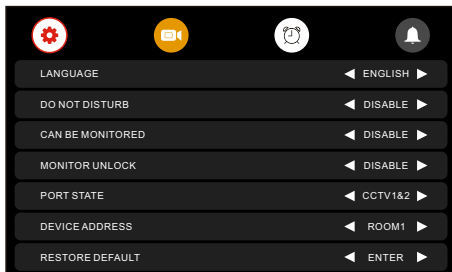 LANGUAGE ENGLISH
DO NOT DISTURB DISABLE
CAN BE MONITORED DISABLE
MONITOR UNLOCK DISABLE
PORT STATE CCTV1&2
DEVICE ADDRESS ROOM1
RESTORE DEFAULT ENTER